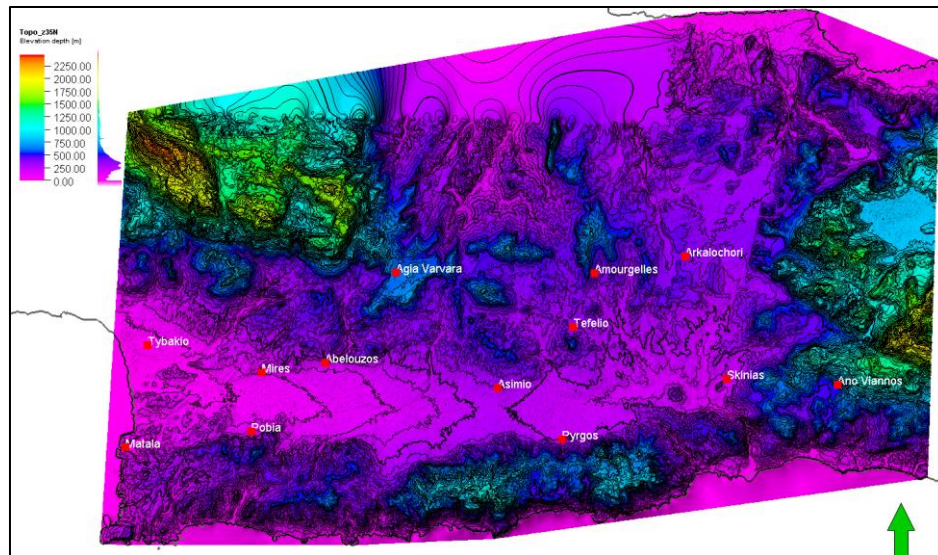 Topo_z35N
Elevation depth [m]
2250.00
2000.00
1750.00
1500.00
1250.00
1000.00
750.00
500.00
250.00
0.00
Arkalochori
Agia Varvara
Amourgelles
Tefelio
Tybakio
Abelouzos
Mires
Skinias
Asimio
Ano Viannos
Pobia
Pyrgos
Matala